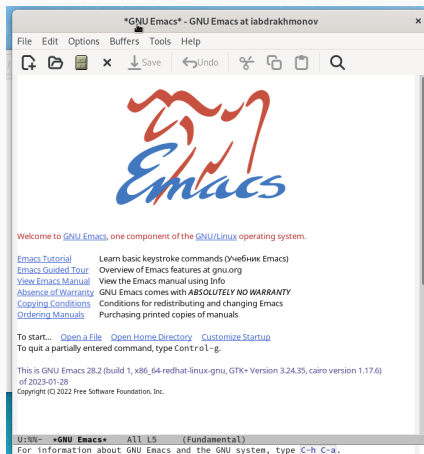 *GNU Emacs* - GNU Emacs at iabdrakhmonov ×
File Edit Options Buffers Tools Help
Save Undo
Emacs
Welcome to GNU Emacs, one component of the GNU/Linux operating system.
Emacs Tutorial Learn basic keystroke commands (Учебник Emacs)
Emacs Guided Tour Overview of Emacs features at gnu.org
View Emacs Manual View the Emacs manual using Info
Absence of Warranty GNU Emacs comes with ABSOLUTELY NO WARRANTY
Copying Conditions Conditions for redistributing and changing Emacs
Ordering Manuals Purchasing printed copies of manuals
To start... Open a File Open Home Directory Customize Startup
To quit a partially entered command, type Control-g.
This is GNU Emacs 28.2 (build 1, x86_64-redhat-linux-gnu, GTK+ Version 3.24.35, cairo version 1.17.6)
of 2023-01-28
Copyright (C) 2022 Free Software Foundation, Inc.
U:%%- *GNU Emacs* All L5 (Fundamental)
For information about GNU Emacs and the GNU system, type C-h C-a.